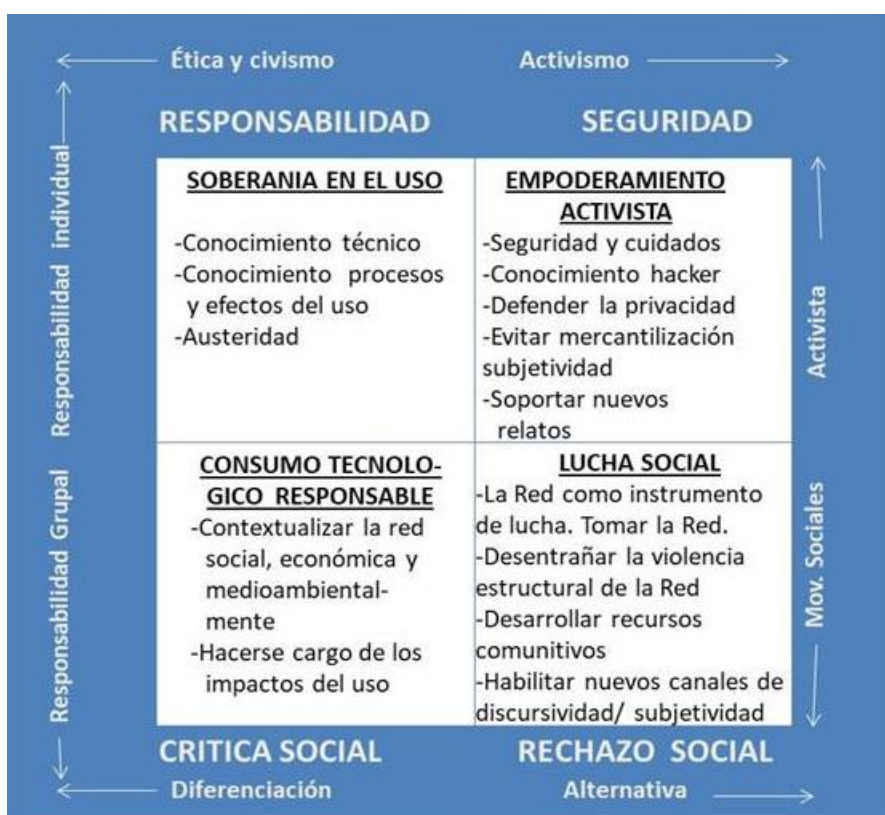 Ética y civismo
Activismo
RESPONSABILIDAD
SEGURIDAD
Responsabilidad individual
Responsabilidad Grupal
SOBERANIA EN EL USO
-Conocimiento técnico
-Conocimiento procesos
y efectos del uso
-Austeridad
EMPODERAMIENTO
ACTIVISTA
-Seguridad y cuidados
-Conocimiento hacker
-Defender la privacidad
-Evitar mercantilización
subjetividad
-Soportar nuevos
relatos
CONSUMO TECNOLO-
GICO RESPONSABLE
-Contextualizar la red
social, económica y
medioambiental-
mente
-Hacerse cargo de los
impactos del uso
LUCHA SOCIAL
-La Red como instrumento
de lucha. Tomar la Red.
-Desentrañar la violencia
estructural de la Red
-Desarrollar recursos
comunitivos
-Habilitar nuevos canales de
discursividad/ subjetividad
Activista
Mov. Sociales
CRITICA SOCIAL
RECHAZO SOCIAL
Diferenciación
Alternativa